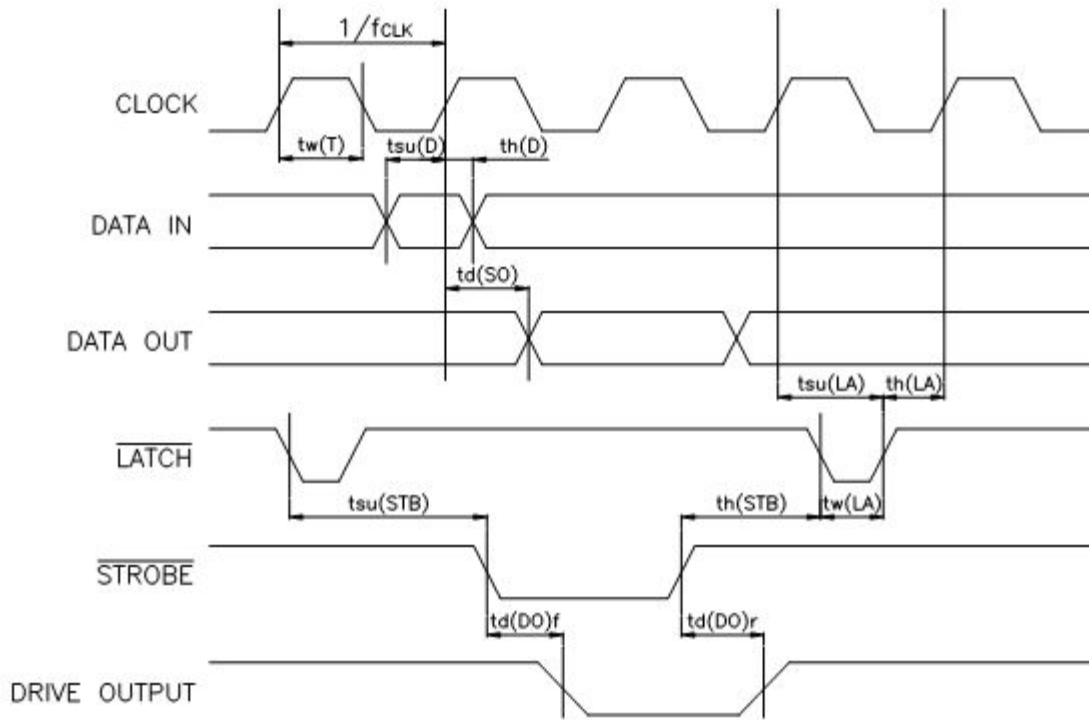 1/fCLK
CLOCK
tw(T)
tsu(D)
th(D)
DATA IN
td(SO)
DATA OUT
tsu(LA)
th(LA)
LATCH
tsu(STB)
th(STB)
tw(LA)
STROBE
td(DO)f
td(DO)r
DRIVE OUTPUT